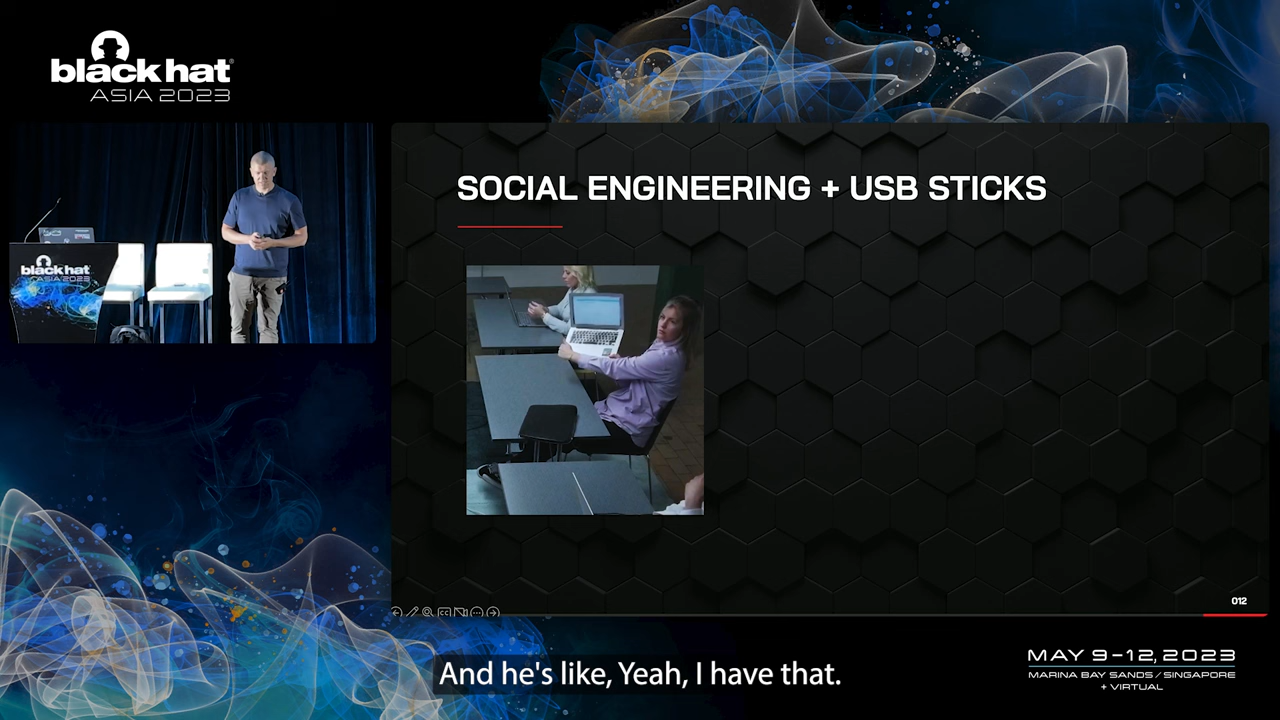 black hat®
ASIA 2023
black hat
ASIA 2023
SOCIAL ENGINEERING + USB STICKS
012
And he's like, Yeah, I have that.
MAY 9-12, 2023
MARINA BAY SANDS / SINGAPORE
+ VIRTUAL